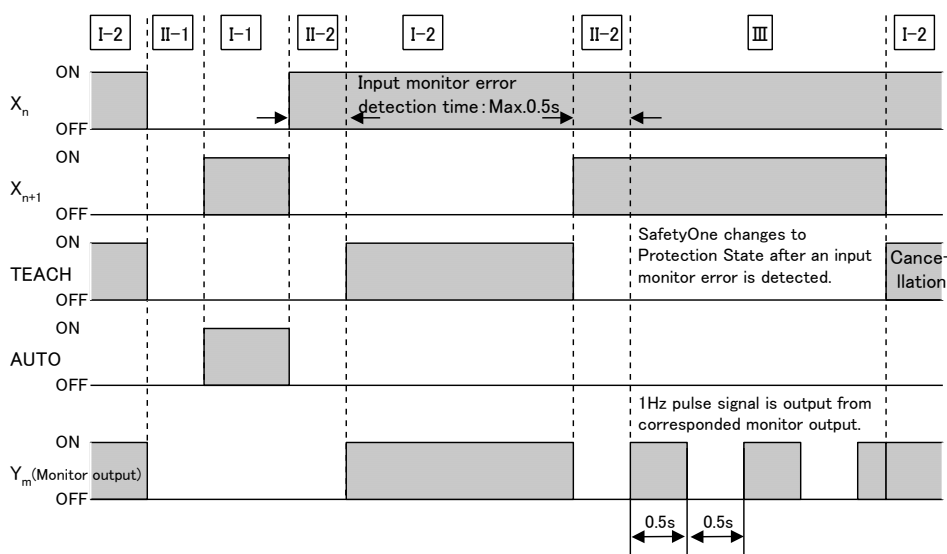 I-2 II-1 I-1 II-2 I-2 II-2 III I-2
ON
Xn
OFF
Input monitor error
detection time:Max.0.5s
ON
Xn+1
OFF
ON
TEACH
OFF
SafetyOne changes to
Protection State after an input
monitor error is detected.
Cance-
llation
ON
AUTO
OFF
1Hz pulse signal is output from
corresponded monitor output.
ON
Ym(Monitor output)
OFF
0.5s 0.5s